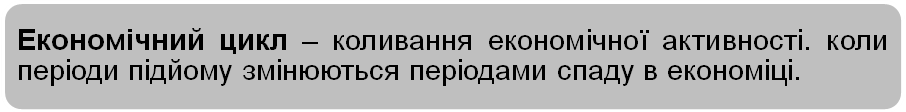 Економічний цикл – коливання економічної активності. коли
періоди підйому змінюються періодами спаду в економіці.